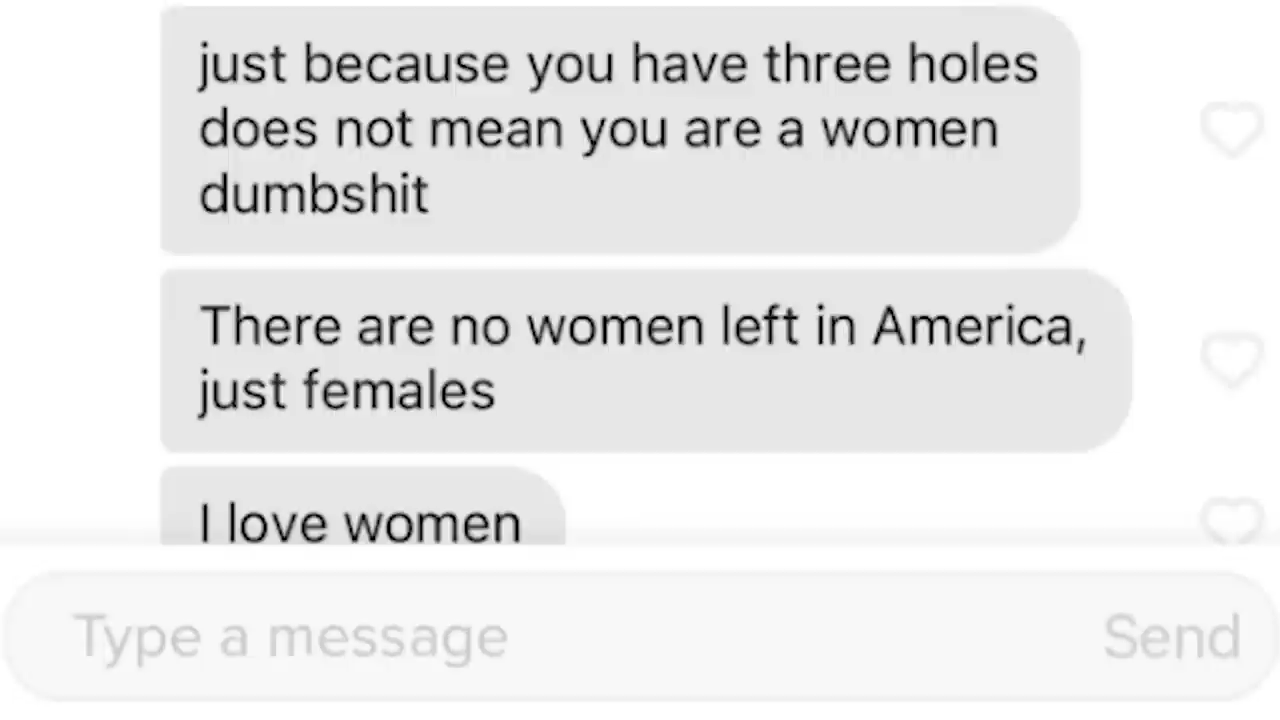 just because you have three holes
does not mean you are a women
dumbshit
There are no women left in America,
just females
I love women
Type a message
Send